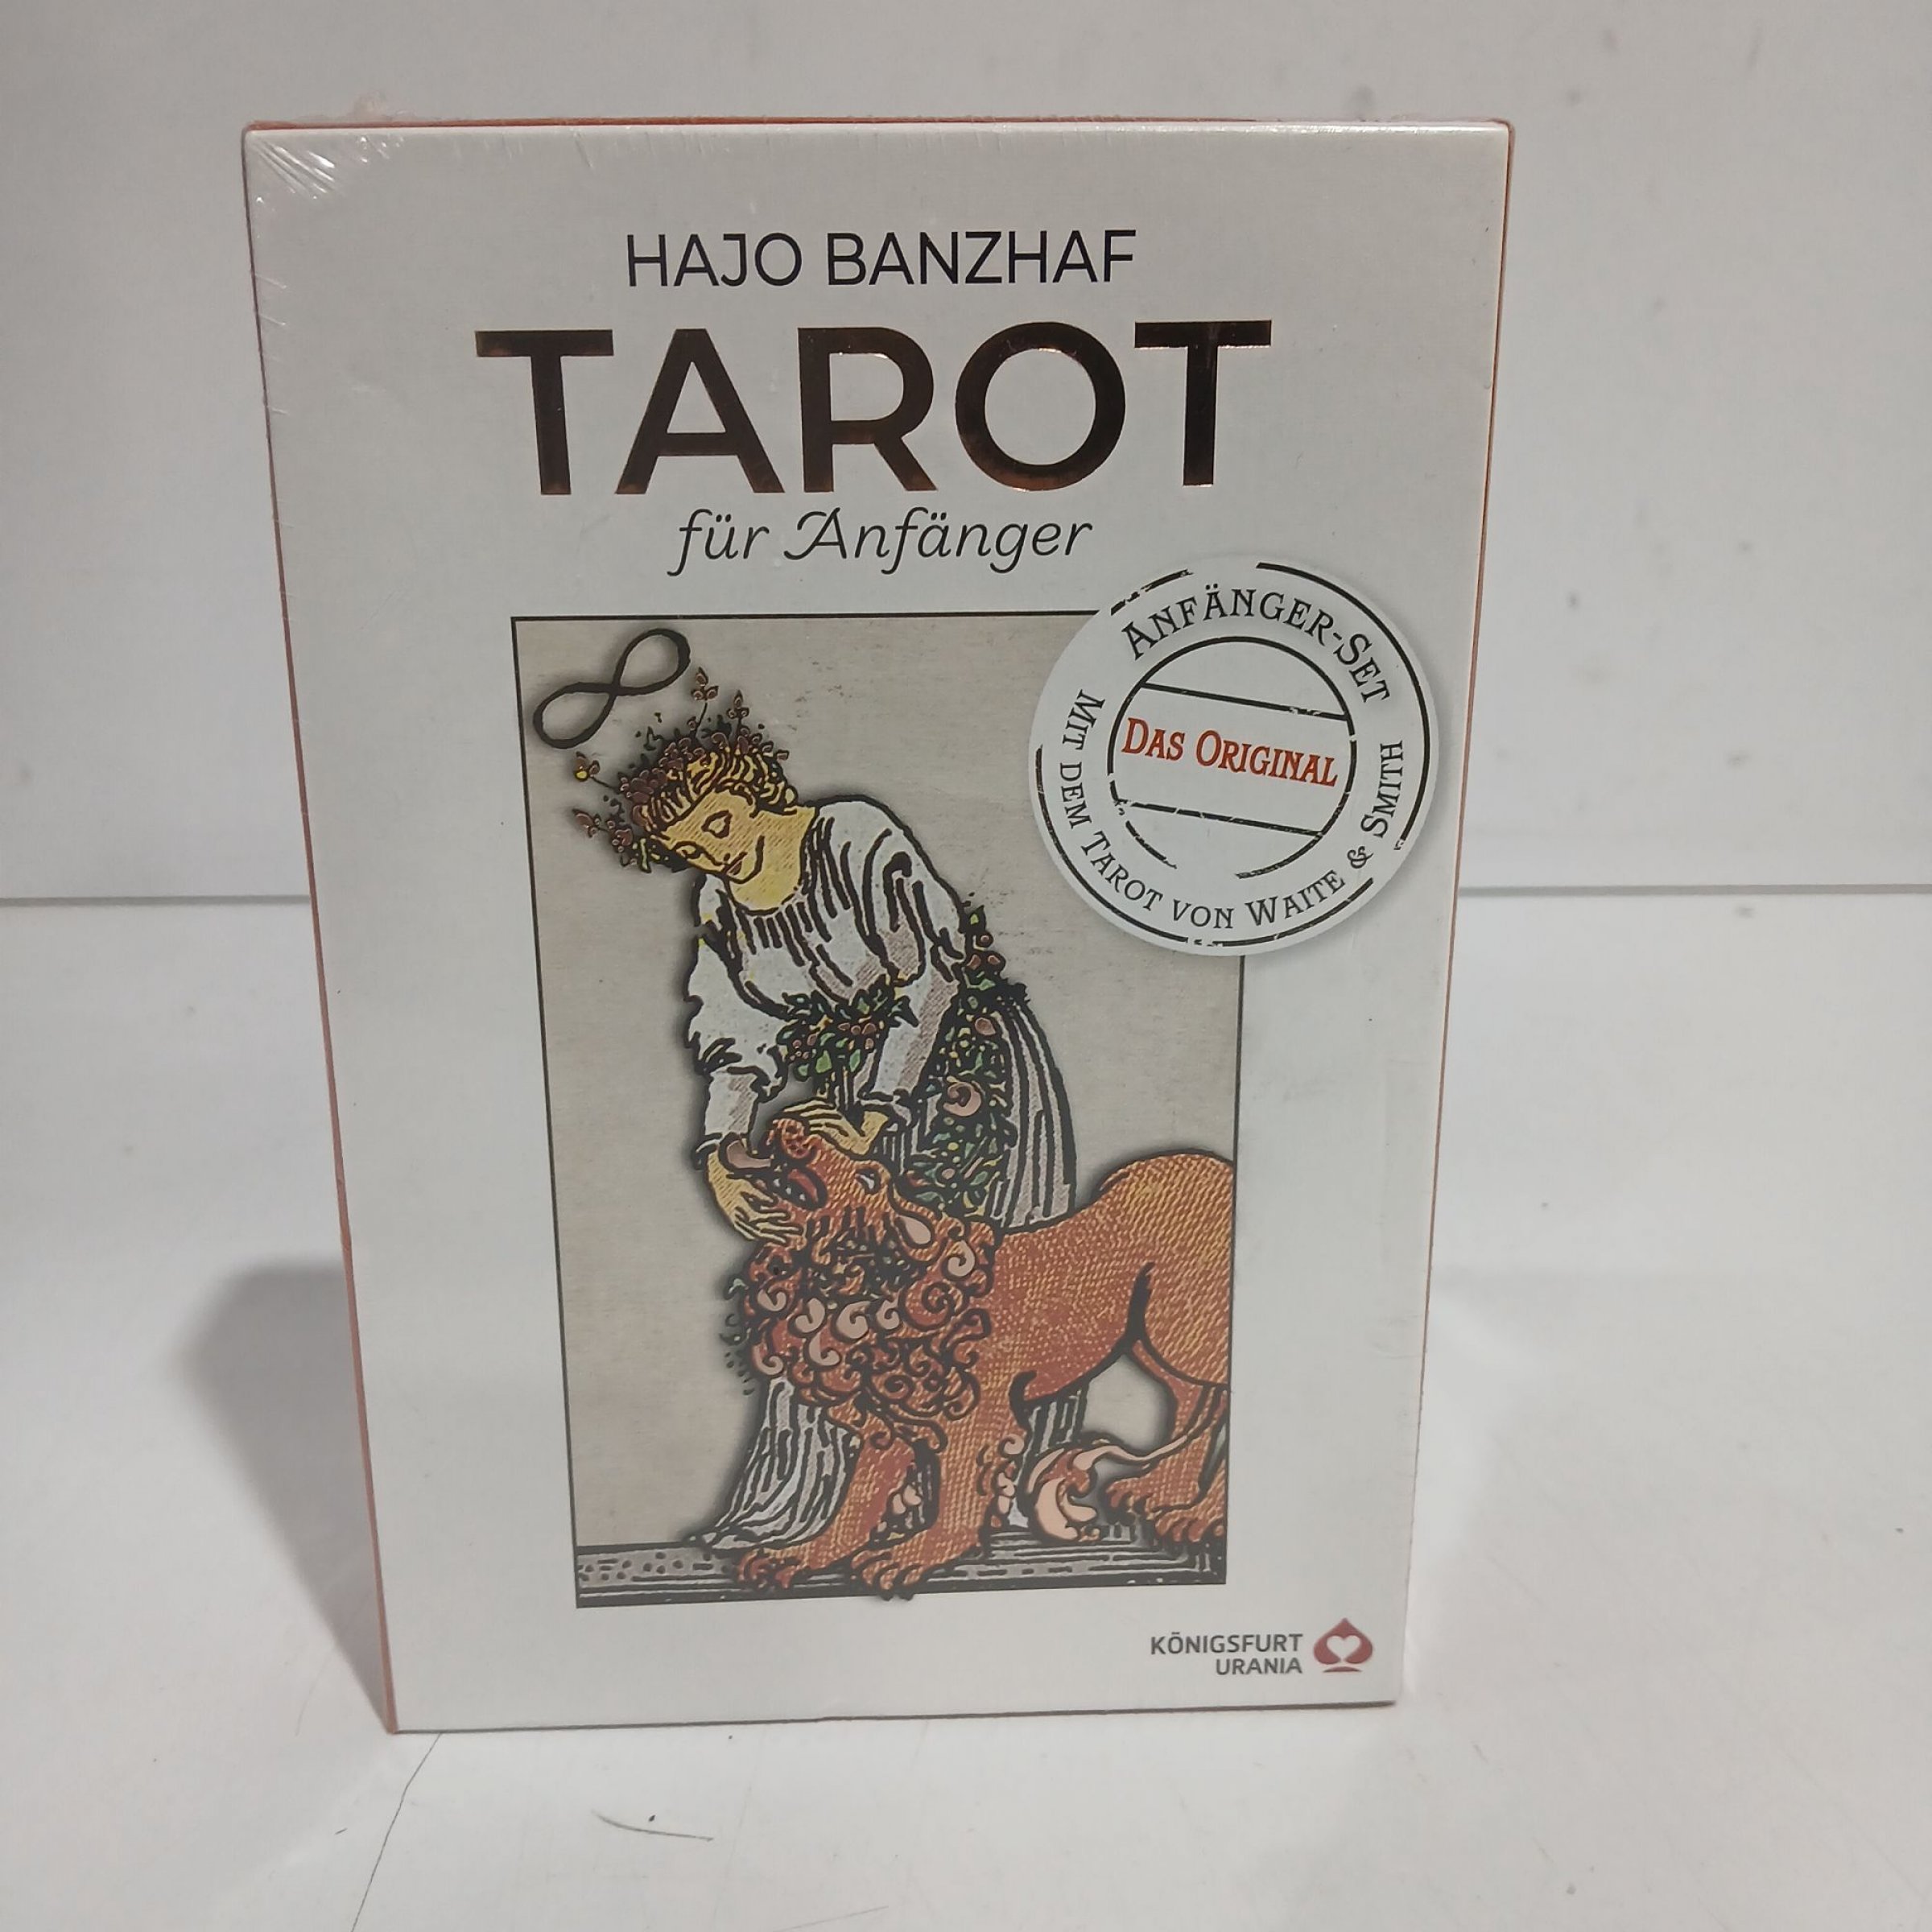 HAJO BANZHAF
TAROT
für Anfänger
ANFÄNGER-SET
DAS ORIGINAL
MIT DEM TAROT VON WAITE & SMITH
KÖNIGSFURT
URANIA